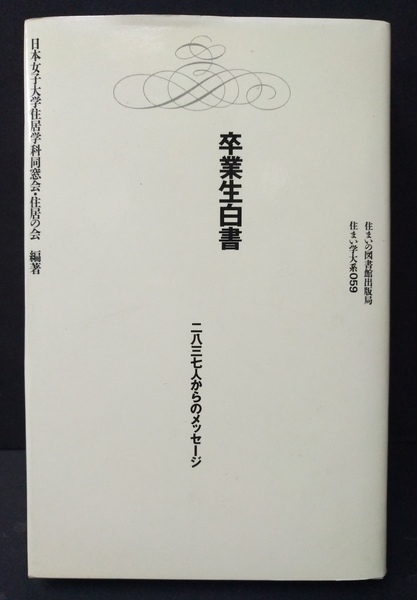 住まいの図書館出版局
住まい学大系059
卒業生白書
二八三七人からのメッセージ
日本女子大学住居学科同窓会・住居の会　編著